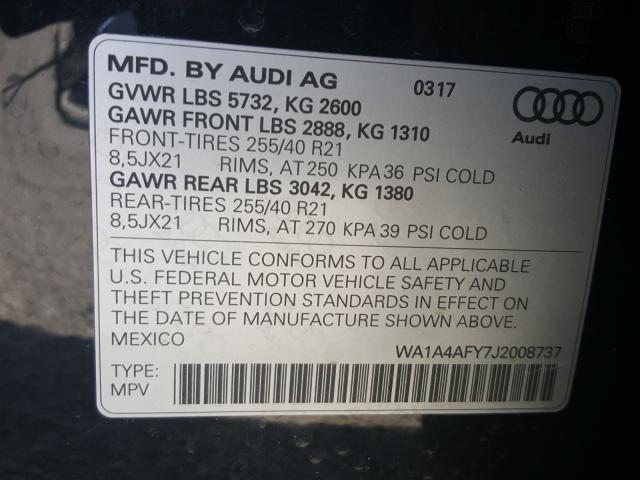 MFD. BY AUDI AG 0317
GVWR LBS 5732, KG 2600
GAWR FRONT LBS 2888, KG 1310
FRONT-TIRES 255/40 R21
8,5JX21 RIMS, AT 250 KPA 36 PSI COLD
GAWR REAR LBS 3042, KG 1380
REAR-TIRES 255/40 R21
8,5JX21 RIMS, AT 270 KPA 39 PSI COLD
Audi
THIS VEHICLE CONFORMS TO ALL APPLICABLE
U.S. FEDERAL MOTOR VEHICLE SAFETY AND
THEFT PREVENTION STANDARDS IN EFFECT ON
THE DATE OF MANUFACTURE SHOWN ABOVE.
MEXICO WA1A4AFY7J2008737
TYPE:
MPV